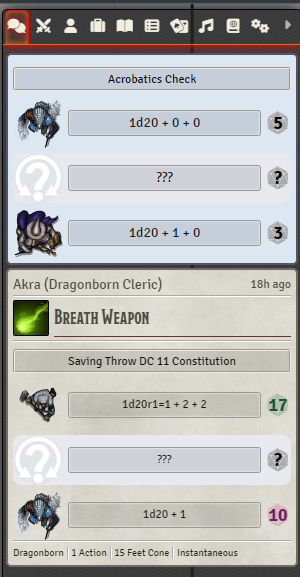 Acrobatics Check
1d20 + 0 + 0
5
???
?
1d20 + 1 + 0
3
Akra (Dragonborn Cleric) 18h ago
Breath Weapon
Saving Throw DC 11 Constitution
1d20r1=1 + 2 + 2
17
???
?
1d20 + 1
10
Dragonborn 1 Action 15 Feet Cone Instantaneous